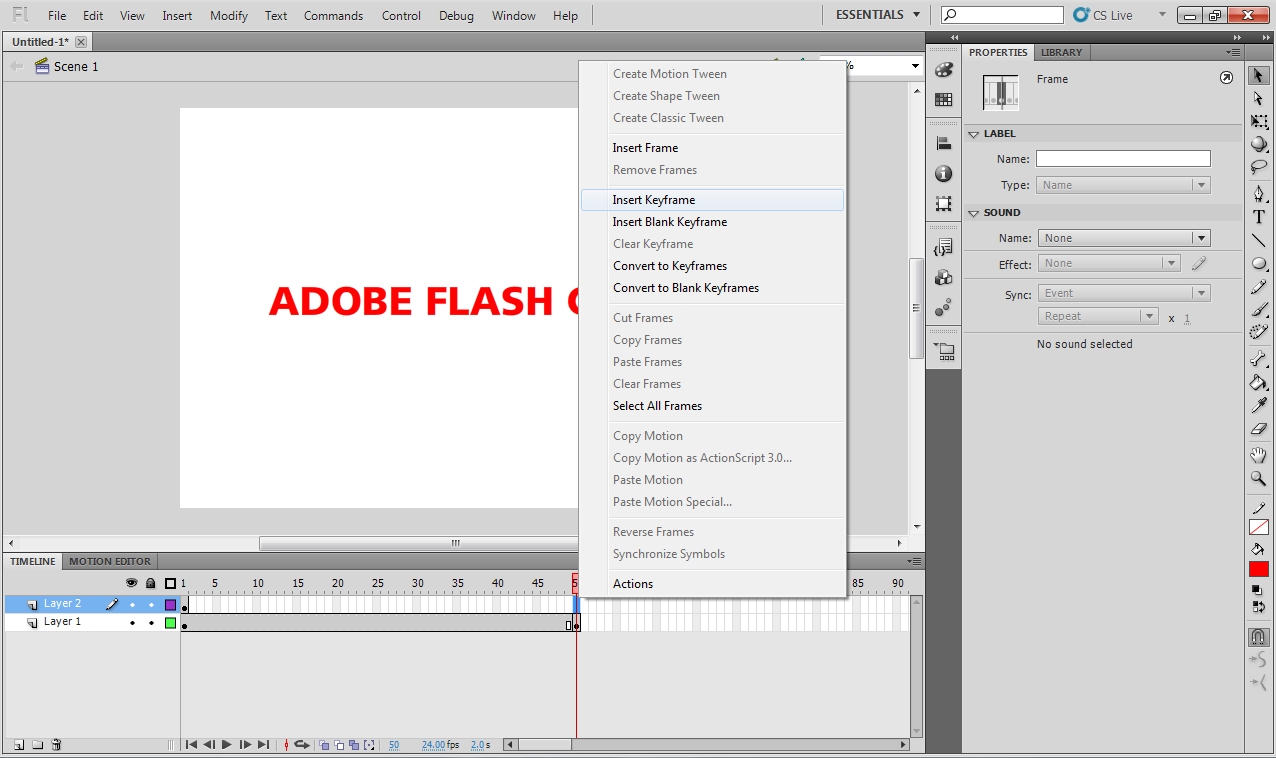 Fl File Edit View Insert Modify Text Commands Control Debug Window Help ESSENTIALS CS Live
Untitled-1*
Scene 1
%
ADOBE FLASH
Create Motion Tween
Create Shape Tween
Create Classic Tween
Insert Frame
Remove Frames
Insert Keyframe
Insert Blank Keyframe
Clear Keyframe
Convert to Keyframes
Convert to Blank Keyframes
Cut Frames
Copy Frames
Paste Frames
Clear Frames
Select All Frames
Copy Motion
Copy Motion as ActionScript 3.0...
Paste Motion
Paste Motion Special...
Reverse Frames
Synchronize Symbols
Actions
PROPERTIES LIBRARY
Frame
LABEL
Name:
Type: Name
SOUND
Name: None
Effect: None
Sync: Event
Repeat x 1
No sound selected
TIMELINE MOTION EDITOR
1 5 10 15 20 25 30 35 40 45 85 90
Layer 2
Layer 1
50 24.00 fps 2.0 s